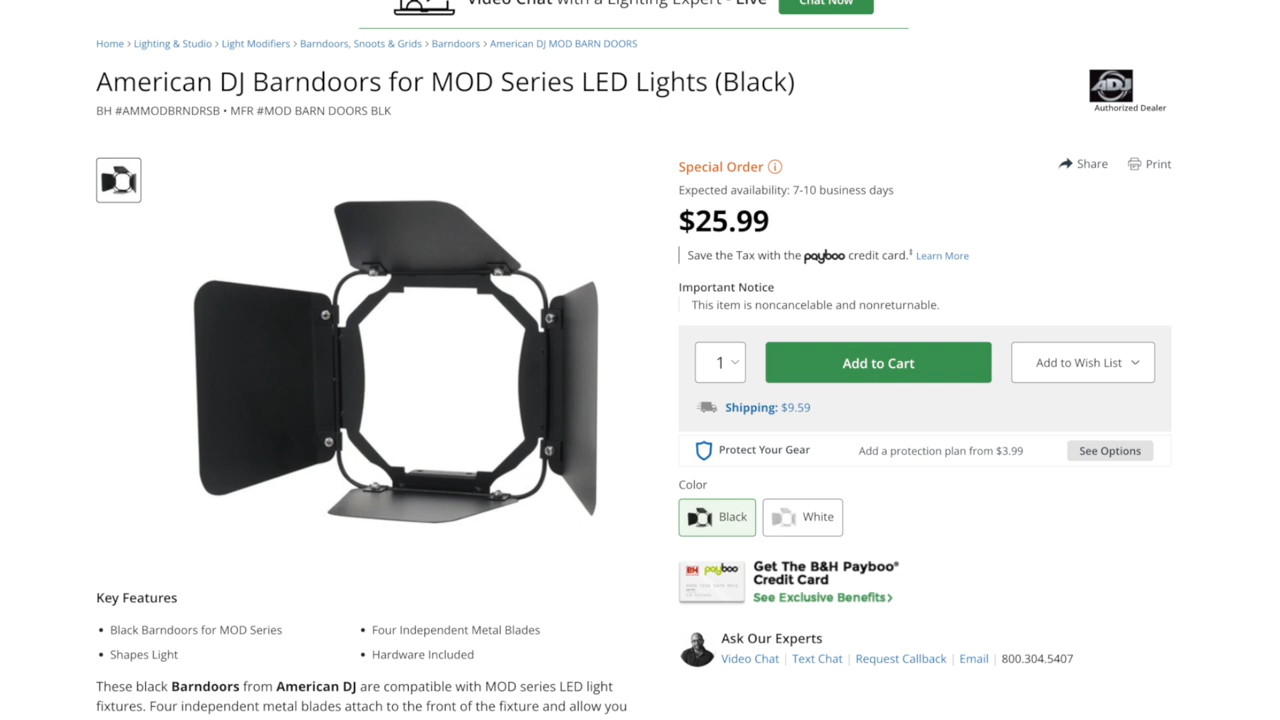 Video Chat with a Lighting Expert - Live
Chat Now
Home > Lighting & Studio > Light Modifiers > Barndoors, Snoots & Grids > Barndoors > American DJ MOD BARN DOORS
American DJ Barndoors for MOD Series LED Lights (Black)
BH #AMMODBRNDRSB • MFR #MOD BARN DOORS BLK
ADJ
Authorized Dealer
Special Order
Share
Print
Expected availability: 7-10 business days
$25.99
Save the Tax with the payboo credit card.‡ Learn More
Important Notice
This item is noncancelable and nonreturnable.
1
Add to Cart
Add to Wish List
Shipping: $9.59
Protect Your Gear
Add a protection plan from $3.99
See Options
Color
Black
White
BH payboo
Get The B&H Payboo®
Credit Card
See Exclusive Benefits >
Ask Our Experts
Video Chat | Text Chat | Request Callback | Email | 800.304.5407
Key Features
• Black Barndoors for MOD Series
• Four Independent Metal Blades
• Shapes Light
• Hardware Included
These black Barndoors from American DJ are compatible with MOD series LED light
fixtures. Four independent metal blades attach to the front of the fixture and allow you